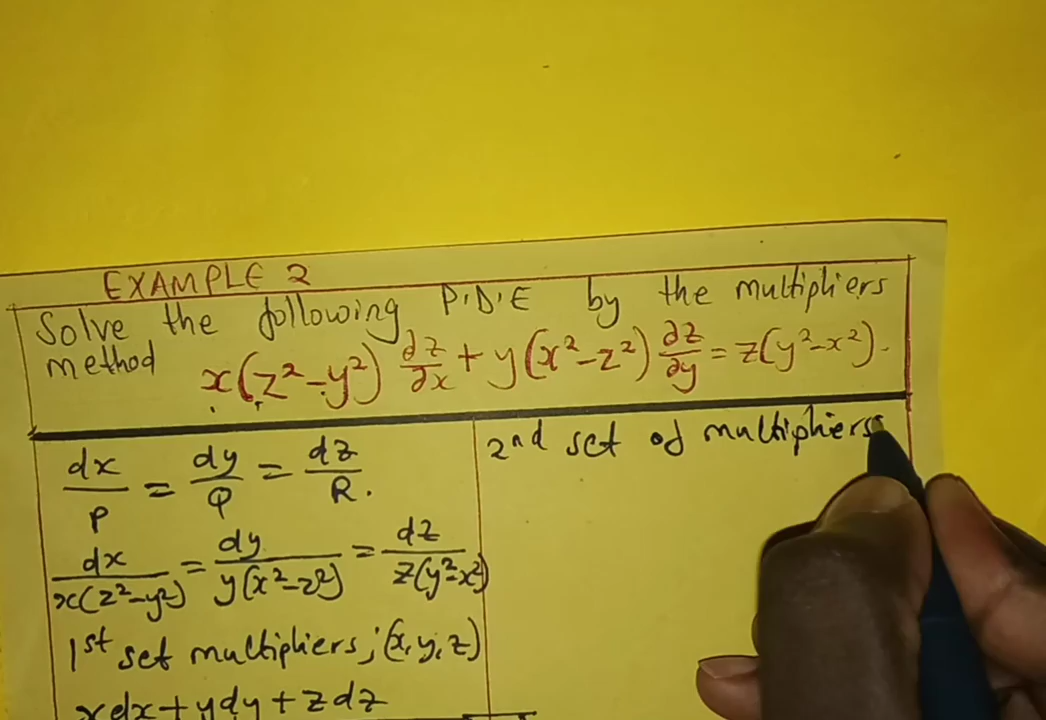 EXAMPLE 2
Solve the following P.D.E by the multipliers
method x(z²-y²) ∂z/∂x + y(x²-z²) ∂z/∂y = z(y²-x²).
dx/P = dy/Q = dz/R.
dx/x(z²-y²) = dy/y(x²-z²) = dz/z(y²-x²)
1st set multipliers; (x, y, z)
xdx+ydy+zdz
2nd set of multipliers